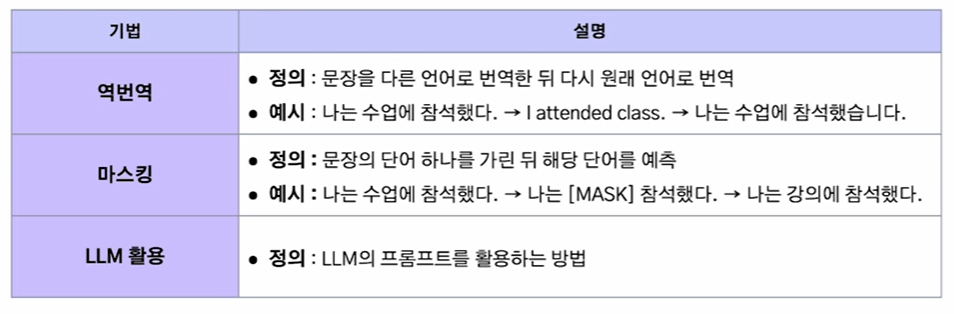 기법 설명
역번역
● 정의 : 문장을 다른 언어로 번역한 뒤 다시 원래 언어로 번역
● 예시 : 나는 수업에 참석했다. → I attended class. → 나는 수업에 참석했습니다.
마스킹
● 정의 : 문장의 단어 하나를 가린 뒤 해당 단어를 예측
● 예시 : 나는 수업에 참석했다. → 나는 [MASK] 참석했다. → 나는 강의에 참석했다.
LLM 활용
● 정의 : LLM의 프롬프트를 활용하는 방법